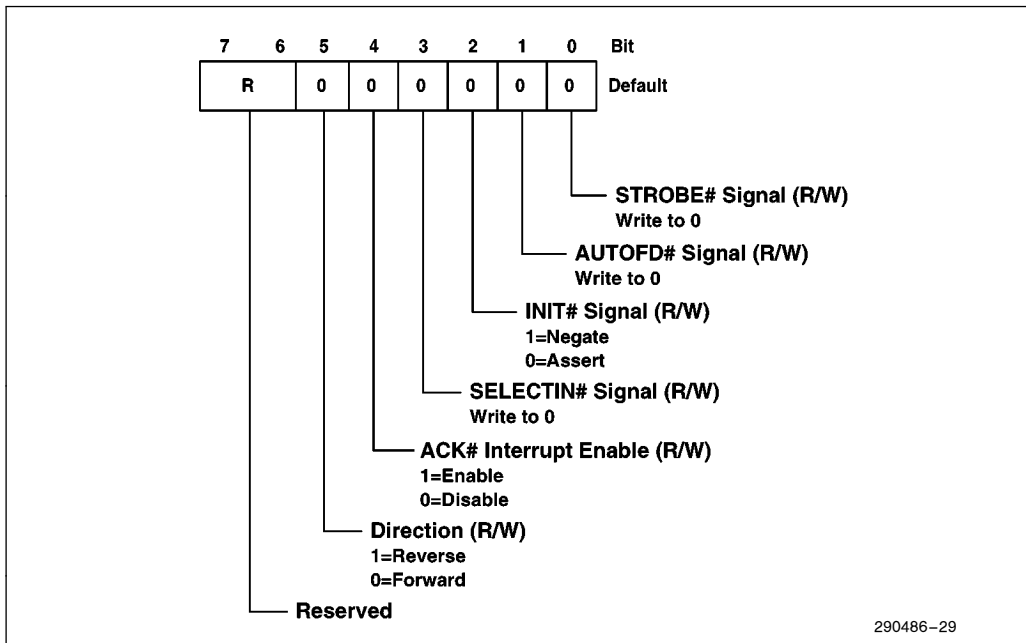 7 6 5 4 3 2 1 0 Bit
R 0 0 0 0 0 0 Default
STROBE# Signal (R/W)
Write to 0
AUTOFD# Signal (R/W)
Write to 0
INIT# Signal (R/W)
1=Negate
0=Assert
SELECTIN# Signal (R/W)
Write to 0
ACK# Interrupt Enable (R/W)
1=Enable
0=Disable
Direction (R/W)
1=Reverse
0=Forward
Reserved
290486–29